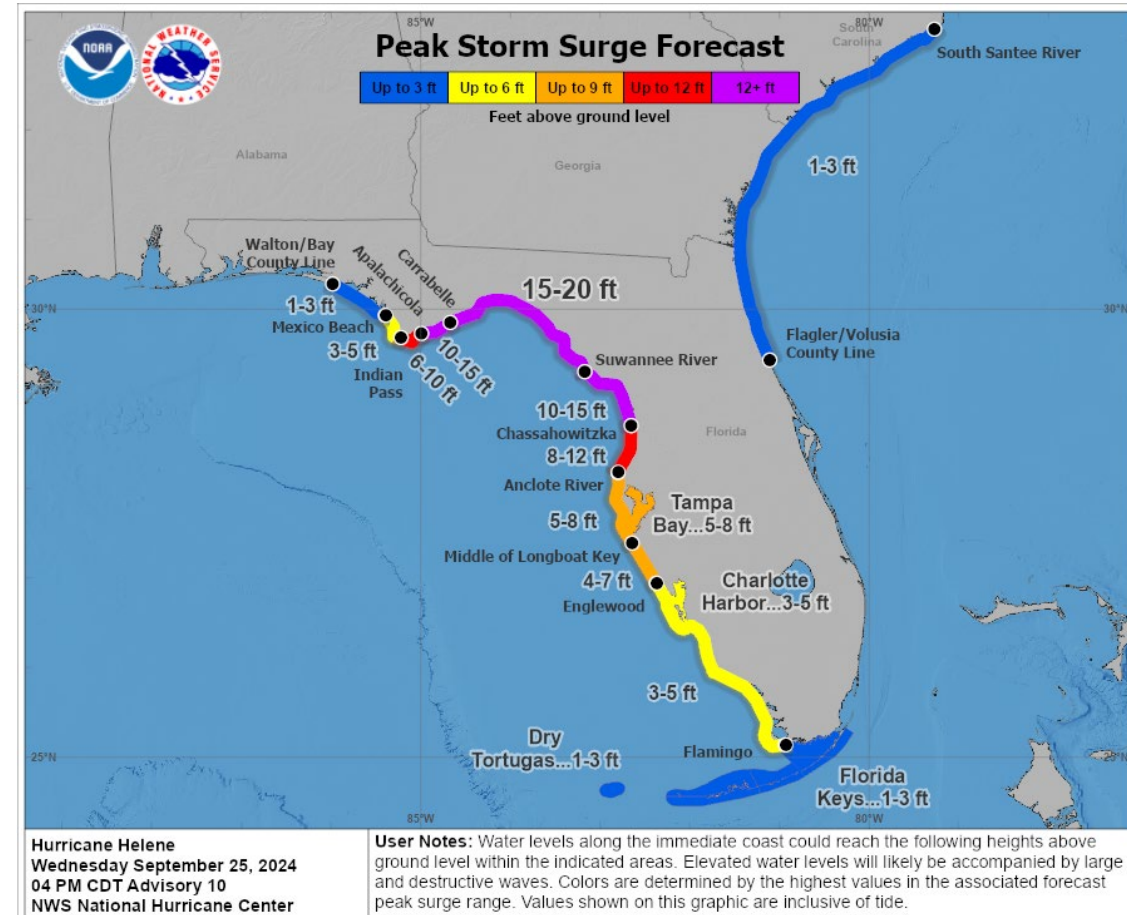 Peak Storm Surge Forecast
Up to 3 ft
Up to 6 ft
Up to 9 ft
Up to 12 ft
12+ ft
Feet above ground level
NOAA
NATIONAL WEATHER SERVICE
85°W
80°W
South
Carolina
South Santee River
Alabama
Georgia
1-3 ft
Walton/Bay
County Line
Apalachicola
Carrabelle
15-20 ft
30°N
30°N
1-3 ft
Mexico Beach
3-5 ft
Indian
Pass
6-10 ft
10-15 ft
Suwannee River
Flagler/Volusia
County Line
10-15 ft
Chassahowitzka
Florida
8-12 ft
Anclote River
5-8 ft
Tampa
Bay...5-8 ft
Middle of Longboat Key
4-7 ft
Englewood
Charlotte
Harbor...3-5 ft
3-5 ft
Flamingo
25°N
Dry
Tortugas...1-3 ft
Florida
Keys...1-3 ft
85°W
80°W
Hurricane Helene
Wednesday September 25, 2024
04 PM CDT Advisory 10
NWS National Hurricane Center
User Notes: Water levels along the immediate coast could reach the following heights above
ground level within the indicated areas. Elevated water levels will likely be accompanied by large
and destructive waves. Colors are determined by the highest values in the associated forecast
peak surge range. Values shown on this graphic are inclusive of tide.